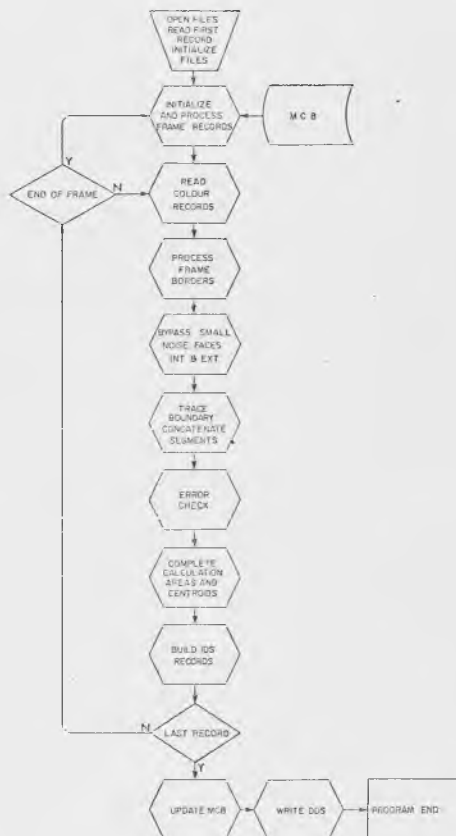 OPEN FILES
READ FIRST
RECORD
INITIALIZE
FILES
INITIALIZE
AND PROCESS
FRAME RECORDS
MCB
Y
END OF FRAME
N
READ
COLOUR
RECORDS
PROCESS
FRAME
BORDERS
BYPASS SMALL
NOISE FACES
INT & EXT
TRACE
BOUNDARY
CONCATENATE
SEGMENTS
ERROR
CHECK
COMPLETE
CALCULATION
AREAS AND
CENTROIDS
BUILD IDS
RECORDS
N
LAST RECORD
Y
UPDATE MCB
WRITE DDS
PROGRAM END